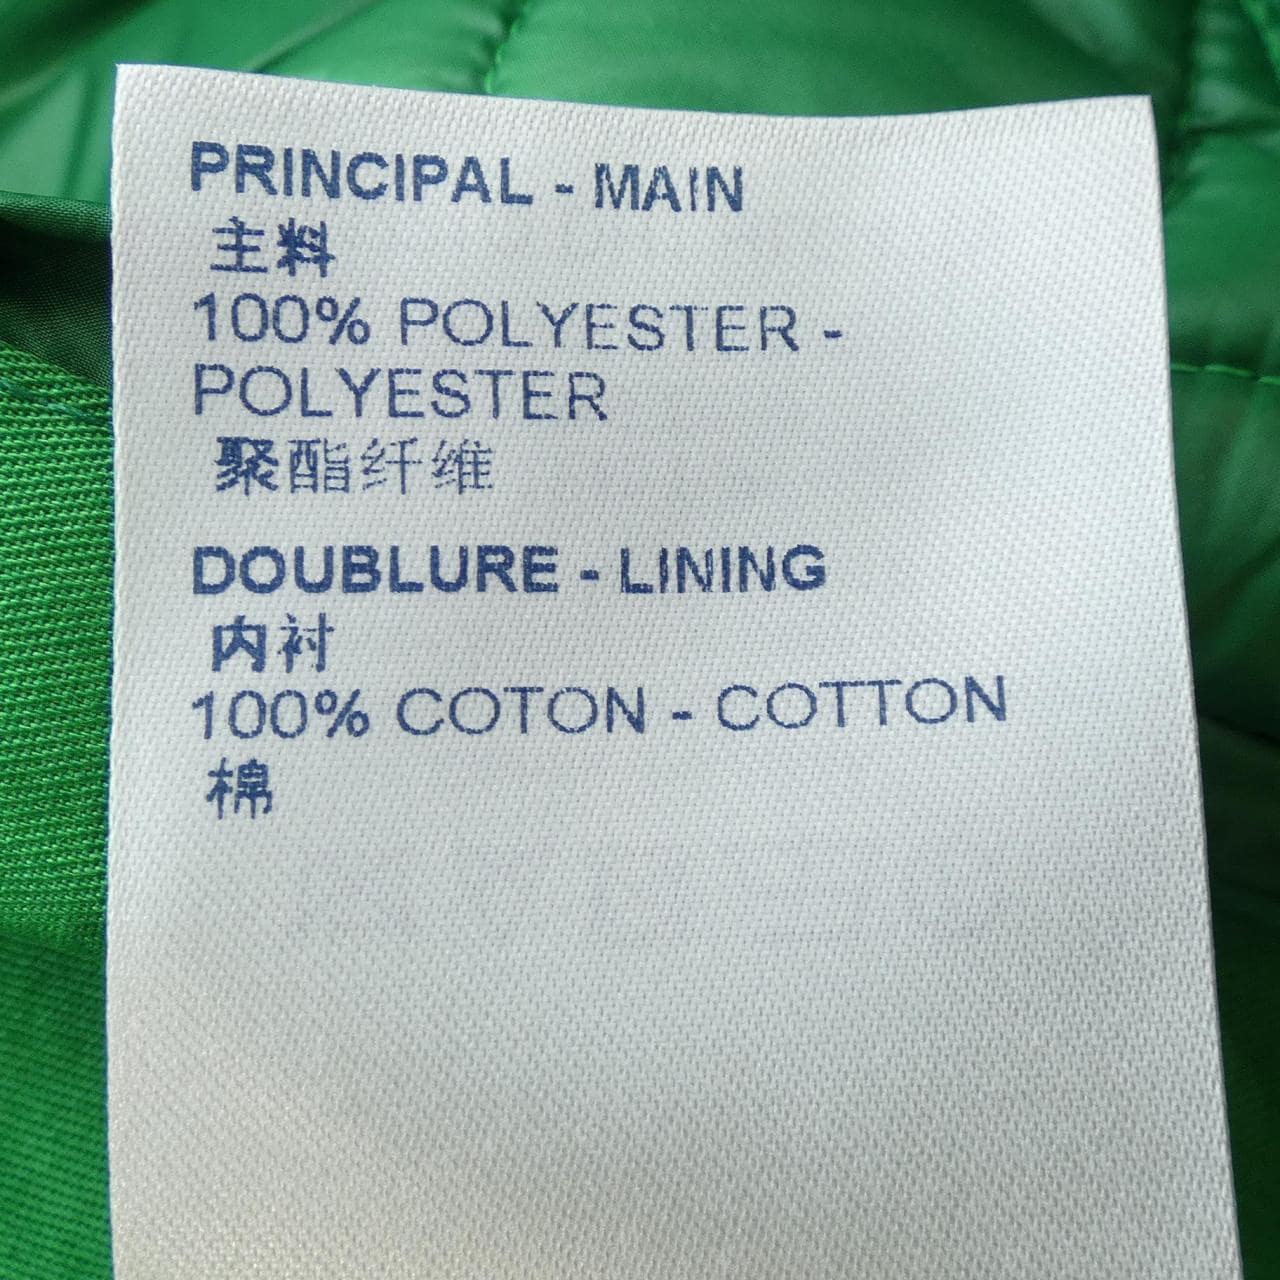 PRINCIPAL - MAIN
主料
100% POLYESTER -
POLYESTER
聚酯纤维
DOUBLURE - LINING
内衬
100% COTON - COTTON
棉